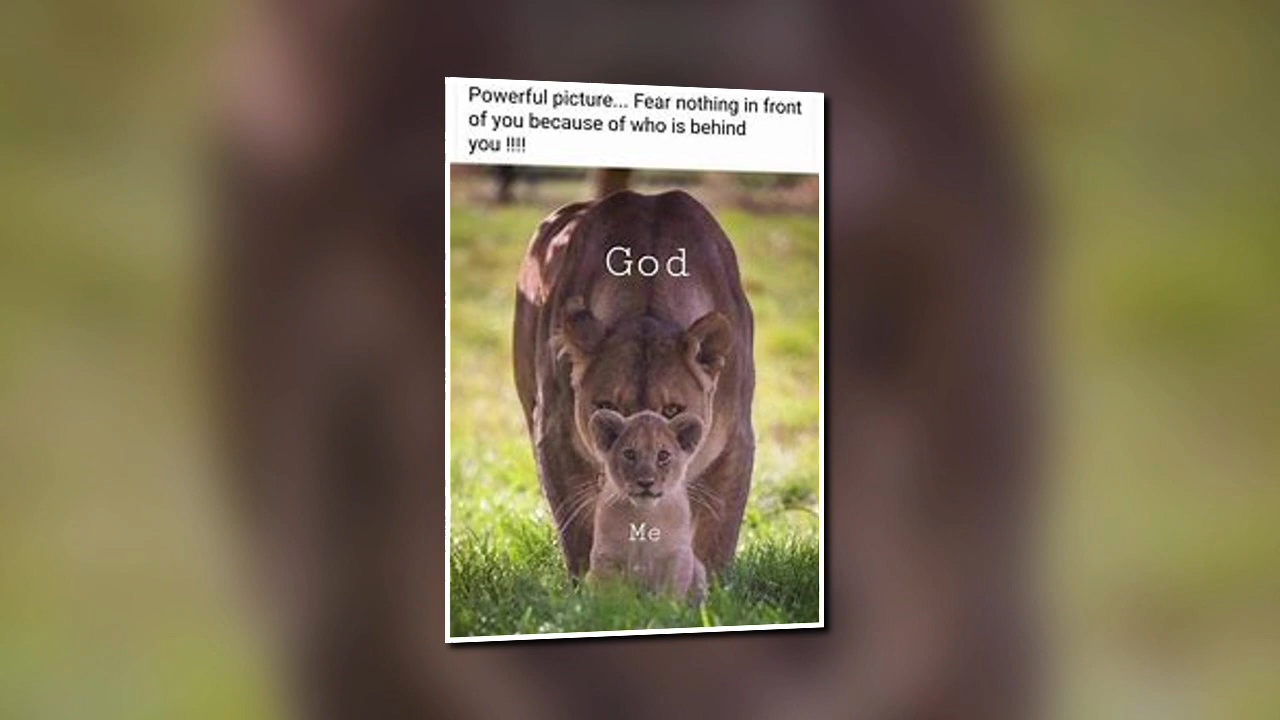 Powerful picture... Fear nothing in front
of you because of who is behind
you !!!!
God
Me